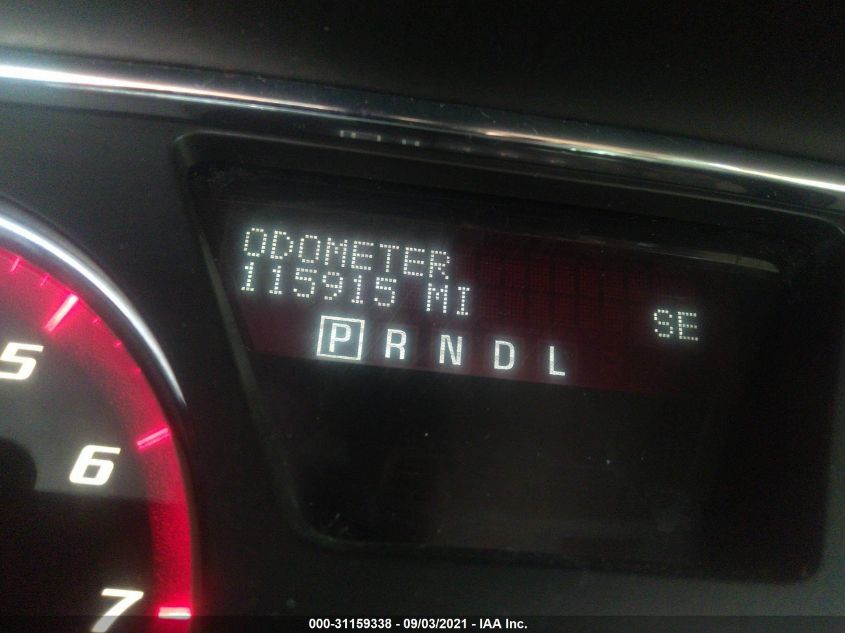 ODOMETER
115915 MI
SE
P R N D L
5
6
7
000-31159338 - 09/03/2021 - IAA Inc.